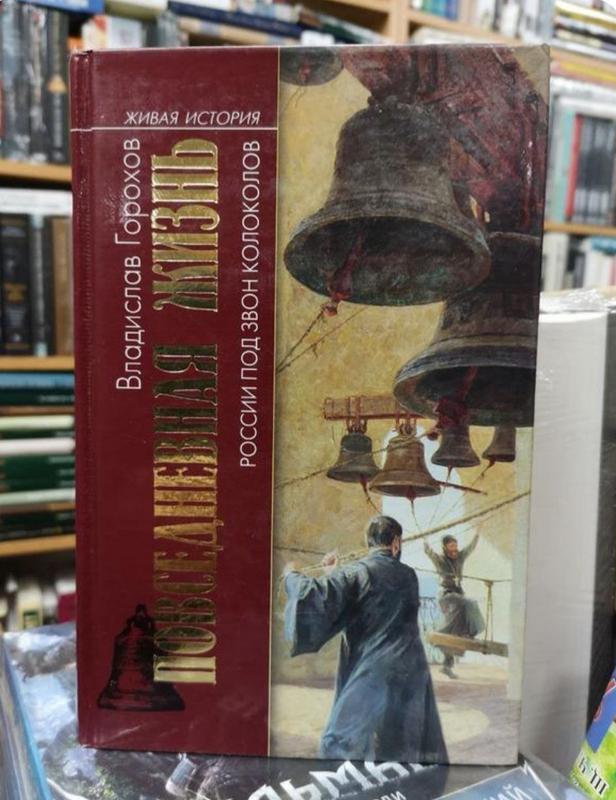 ЖИВАЯ ИСТОРИЯ
Владислав Горохов
ПОВСЕДНЕВНАЯ ЖИЗНЬ
РОССИИ ПОД ЗВОН КОЛОКОЛОВ